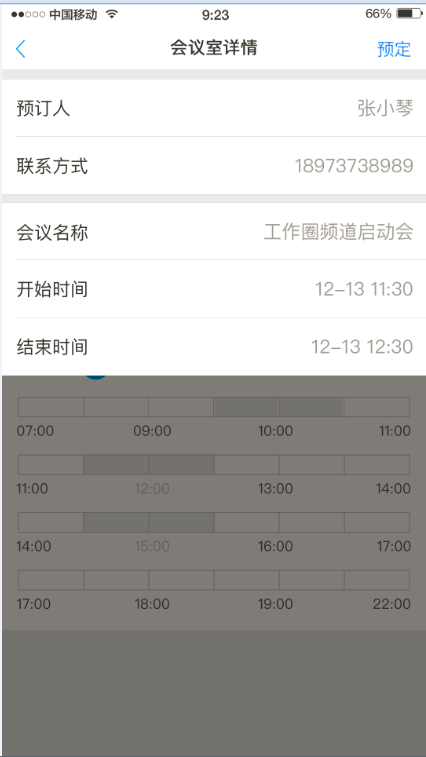 中国移动 9:23 66%
会议室详情 预定
预订人 张小琴
联系方式 18973738989
会议名称 工作圈频道启动会
开始时间 12-13 11:30
结束时间 12-13 12:30
07:00 09:00 10:00 11:00
11:00 12:00 13:00 14:00
14:00 15:00 16:00 17:00
17:00 18:00 19:00 22:00